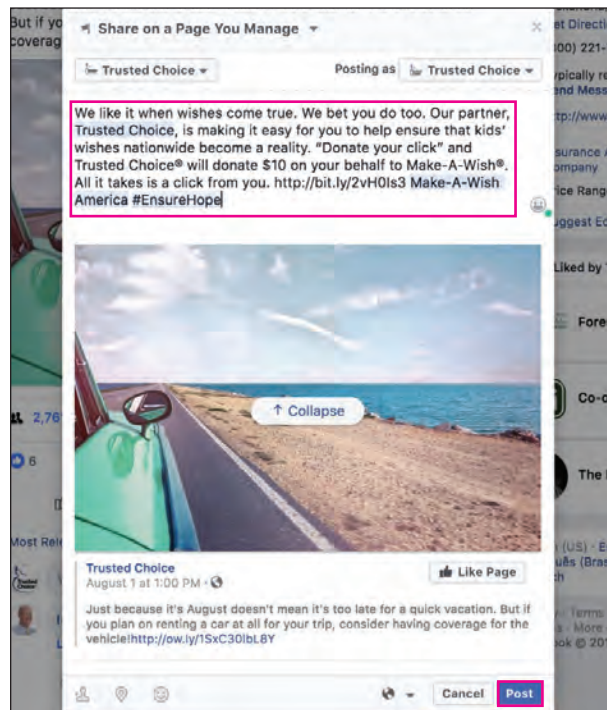 But if yo
coverag
Share on a Page You Manage
Trusted Choice
Posting as
Trusted Choice
We like it when wishes come true. We bet you do too. Our partner,
Trusted Choice, is making it easy for you to help ensure that kids'
wishes nationwide become a reality. "Donate your click" and
Trusted Choice® will donate $10 on your behalf to Make-A-Wish®.
All it takes is a click from you. http://bit.ly/2vH0Is3 Make-A-Wish
America #EnsureHope
↑ Collapse
Trusted Choice
August 1 at 1:00 PM ·
Like Page
Just because it's August doesn't mean it's too late for a quick vacation. But if
you plan on renting a car at all for your trip, consider having coverage for the
vehicle!http://ow.ly/1SxC30lbL8Y
Cancel
Post
2,76
6
Most Rele
et Directi
00) 221-
ypically re
end Mess
tp://www
surance A
ompany
ice Rang
uggest Ed
Liked by
Fore
Co-o
The
(US) · E
uês (Bras
ch
Terms
s · More
ook © 201